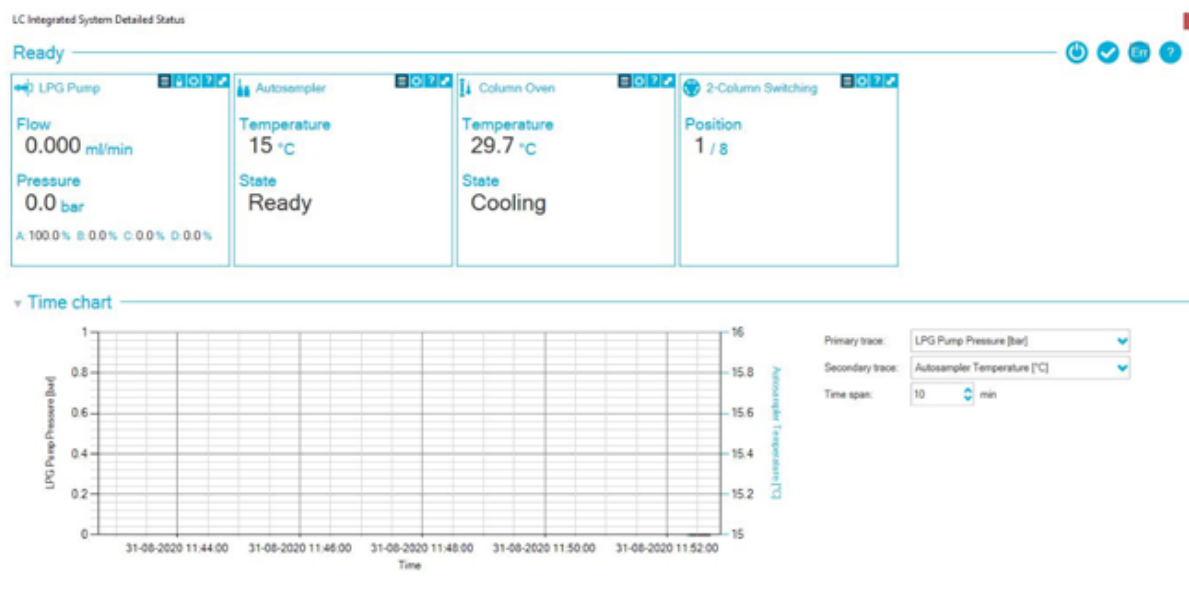 LC Integrated System Detailed Status
Ready
Err ?
LPG Pump
Flow
0.000 ml/min
Pressure
0.0 bar
A: 100.0 % B: 0.0 % C: 0.0 % D: 0.0 %
Autosampler
Temperature
15 °C
State
Ready
Column Oven
Temperature
29.7 °C
State
Cooling
2-Column Switching
Position
1 / 8
Time chart
1
0.8
0.6
0.4
0.2
0
LPG Pump Pressure [bar]
16
15.8
15.6
15.4
15.2
15
Autosampler Temperature [°C]
31-08-2020 11:44:00 31-08-2020 11:46:00 31-08-2020 11:48:00 31-08-2020 11:50:00 31-08-2020 11:52:00
Time
Primary trace: LPG Pump Pressure [bar]
Secondary trace: Autosampler Temperature [°C]
Time span: 10 min